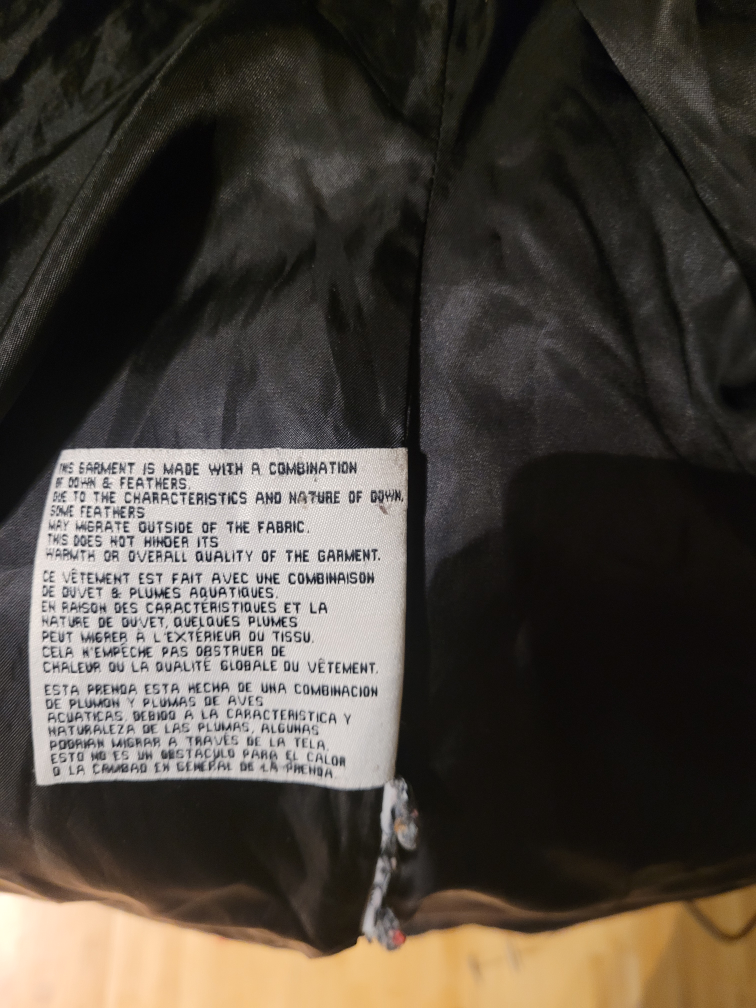 THIS GARMENT IS MADE WITH A COMBINATION
OF DOWN & FEATHERS.
DUE TO THE CHARACTERISTICS AND NATURE OF DOWN,
SOME FEATHERS
MAY MIGRATE OUTSIDE OF THE FABRIC.
THIS DOES NOT HINDER ITS
WARMTH OR OVERALL QUALITY OF THE GARMENT.
CE VÊTEMENT EST FAIT AVEC UNE COMBINAISON
DE DUVET & PLUMES AQUATIQUES.
EN RAISON DES CARACTÉRISTIQUES ET LA
NATURE DE DUVET, QUELQUES PLUMES
PEUT MIGRER À L'EXTÉRIEUR DU TISSU.
CELA N'EMPÊCHE PAS OBSTRUER DE
CHALEUR OU LA QUALITÉ GLOBALE DU VÊTEMENT.
ESTA PRENDA ESTA HECHA DE UNA COMBINACION
DE PLUMON Y PLUMAS DE AVES
ACUATICAS. DEBIDO A LA CARACTERISTICA Y
NATURALEZA DE LAS PLUMAS, ALGUNAS
PODRIAN MIGRAR A TRAVÉS DE LA TELA.
ESTO NO ES UN OBSTACULO PARA EL CALOR
O LA CALIDAD EN GENERAL DE LA PRENDA